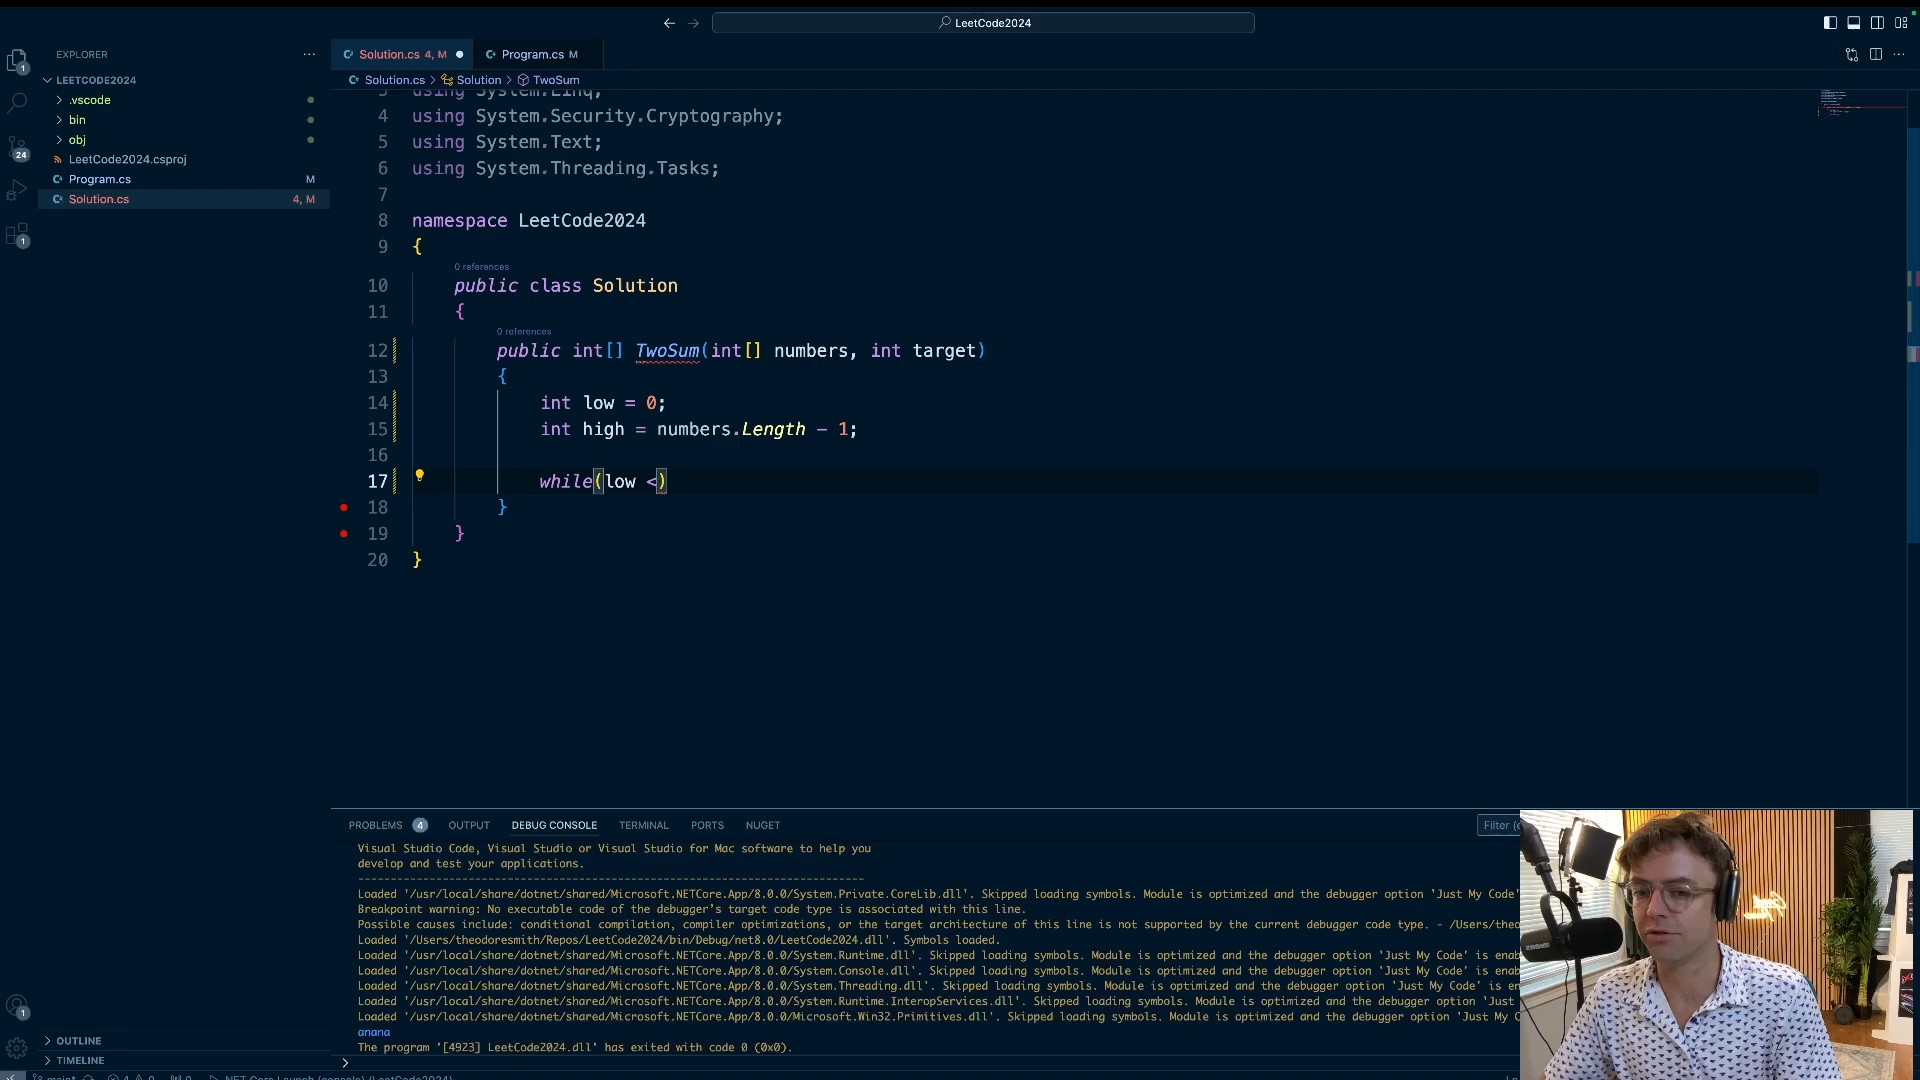 LeetCode2024
EXPLORER
LEETCODE2024
.vscode
bin
obj
LeetCode2024.csproj
Program.cs M
Solution.cs 4, M
1
24
1
1
Solution.cs 4, M
Program.cs M
Solution.cs > Solution > TwoSum
3 using System.Linq;
4 using System.Security.Cryptography;
5 using System.Text;
6 using System.Threading.Tasks;
7
8 namespace LeetCode2024
9 {
0 references
10 public class Solution
11 {
0 references
12 public int[] TwoSum(int[] numbers, int target)
13 {
14 int low = 0;
15 int high = numbers.Length - 1;
16
17 while(low <)
18 }
19 }
20 }
PROBLEMS 4 OUTPUT DEBUG CONSOLE TERMINAL PORTS NUGET
Filter (e
Visual Studio Code, Visual Studio or Visual Studio for Mac software to help you
develop and test your applications.
-------------------------------------------------------------------------------
Loaded '/usr/local/share/dotnet/shared/Microsoft.NETCore.App/8.0.0/System.Private.CoreLib.dll'. Skipped loading symbols. Module is optimized and the debugger option 'Just My Code'
Breakpoint warning: No executable code of the debugger's target code type is associated with this line.
Possible causes include: conditional compilation, compiler optimizations, or the target architecture of this line is not supported by the current debugger code type. - /Users/theo
Loaded '/Users/theodoresmith/Repos/LeetCode2024/bin/Debug/net8.0/LeetCode2024.dll'. Symbols loaded.
Loaded '/usr/local/share/dotnet/shared/Microsoft.NETCore.App/8.0.0/System.Runtime.dll'. Skipped loading symbols. Module is optimized and the debugger option 'Just My Code' is enab
Loaded '/usr/local/share/dotnet/shared/Microsoft.NETCore.App/8.0.0/System.Console.dll'. Skipped loading symbols. Module is optimized and the debugger option 'Just My Code' is enab
Loaded '/usr/local/share/dotnet/shared/Microsoft.NETCore.App/8.0.0/System.Threading.dll'. Skipped loading symbols. Module is optimized and the debugger option 'Just My Code' is en
Loaded '/usr/local/share/dotnet/shared/Microsoft.NETCore.App/8.0.0/System.Runtime.InteropServices.dll'. Skipped loading symbols. Module is optimized and the debugger option 'Just
Loaded '/usr/local/share/dotnet/shared/Microsoft.NETCore.App/8.0.0/Microsoft.Win32.Primitives.dll'. Skipped loading symbols. Module is optimized and the debugger option 'Just My C
anana
The program '[4923] LeetCode2024.dll' has exited with code 0 (0x0).
OUTLINE
TIMELINE